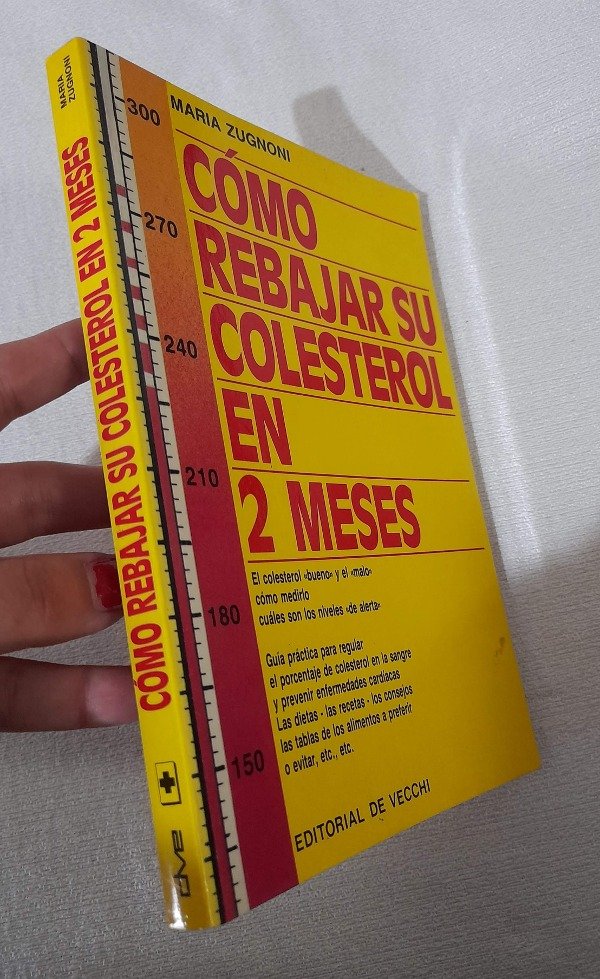 MARIA
ZUGNONI
CÓMO REBAJAR SU COLESTEROL EN 2 MESES
dve
300
270
240
210
180
150
MARIA ZUGNONI
CÓMO
REBAJAR SU
COLESTEROL
EN
2 MESES
El colesterol «bueno» y el «malo»
cómo medirlo
cuáles son los niveles «de alerta»
Guía práctica para regular
el porcentaje de colesterol en la sangre
y prevenir enfermedades cardíacas
Las dietas - las recetas - los consejos
las tablas de los alimentos a preferir
o evitar, etc., etc.
EDITORIAL DE VECCHI